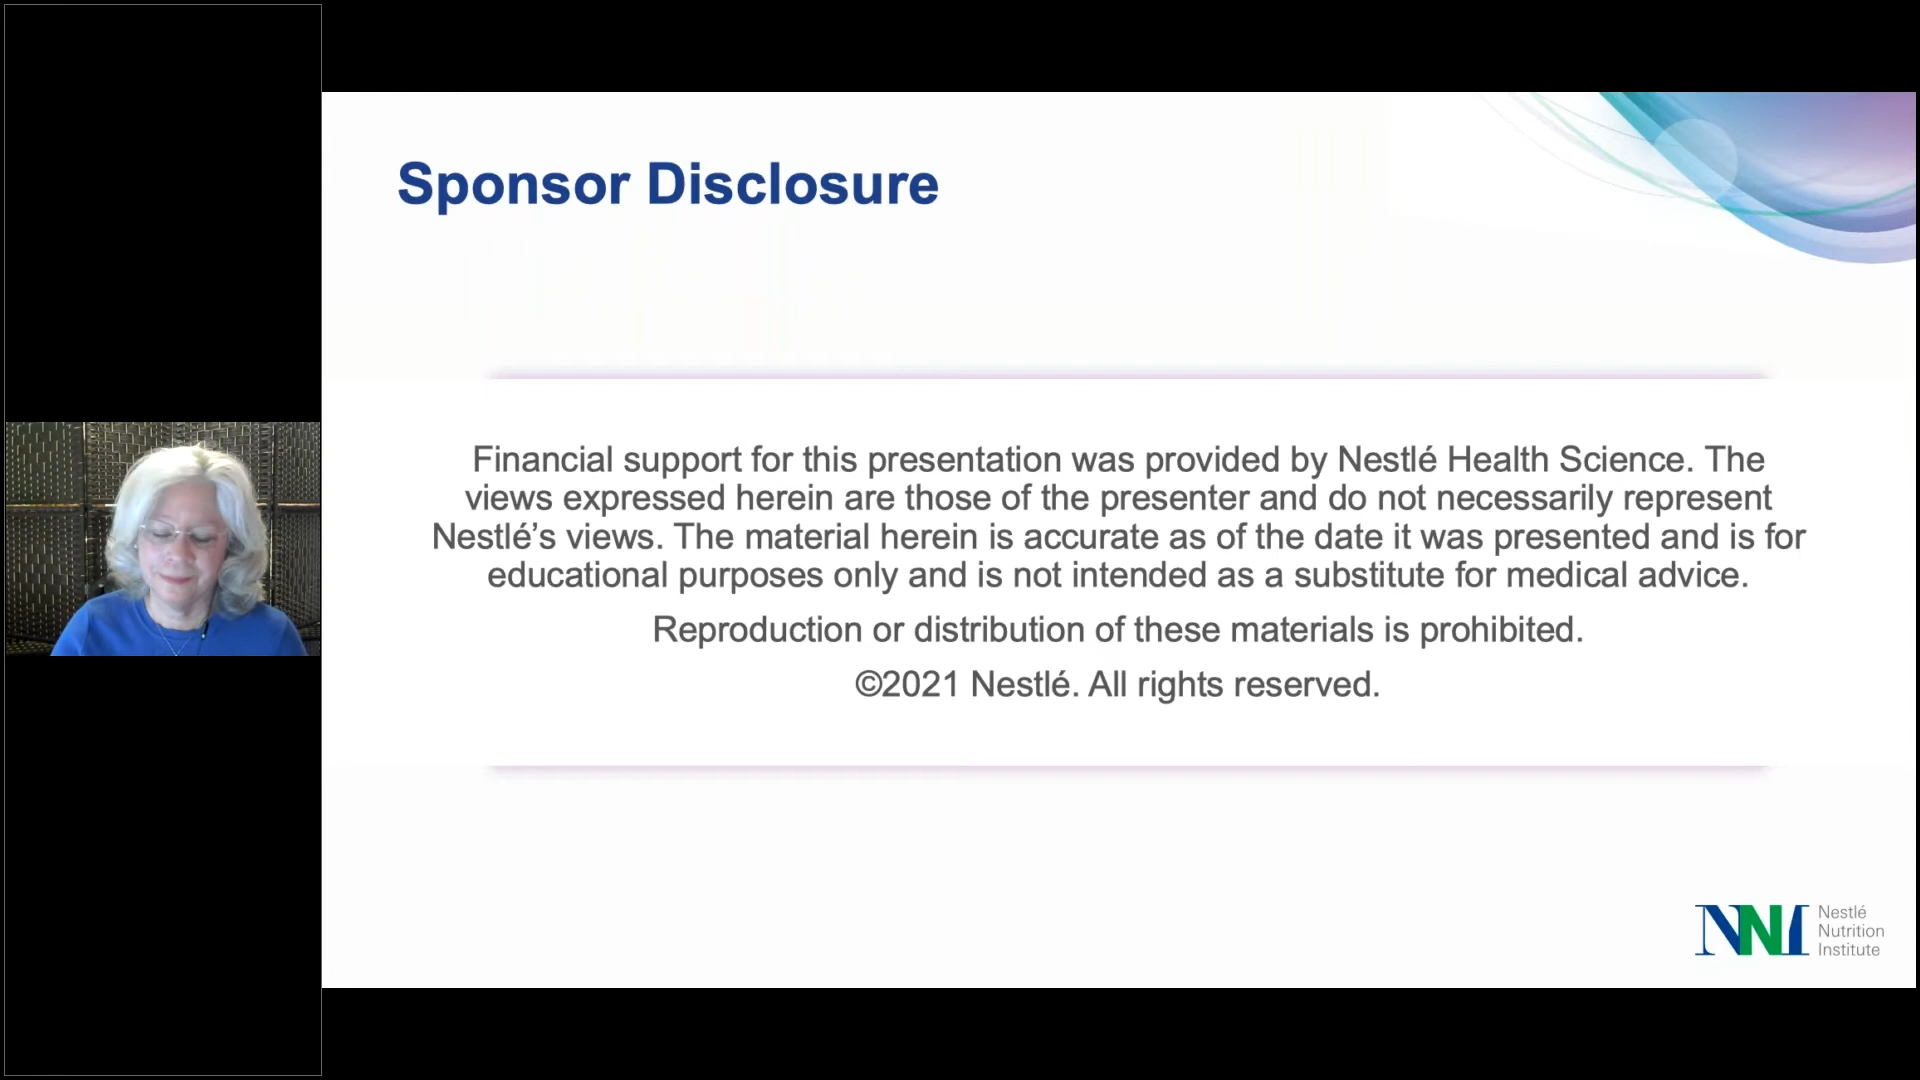 Sponsor Disclosure
Financial support for this presentation was provided by Nestlé Health Science. The
views expressed herein are those of the presenter and do not necessarily represent
Nestlé’s views. The material herein is accurate as of the date it was presented and is for
educational purposes only and is not intended as a substitute for medical advice.
Reproduction or distribution of these materials is prohibited.
©2021 Nestlé. All rights reserved.
NNI
Nestlé
Nutrition
Institute